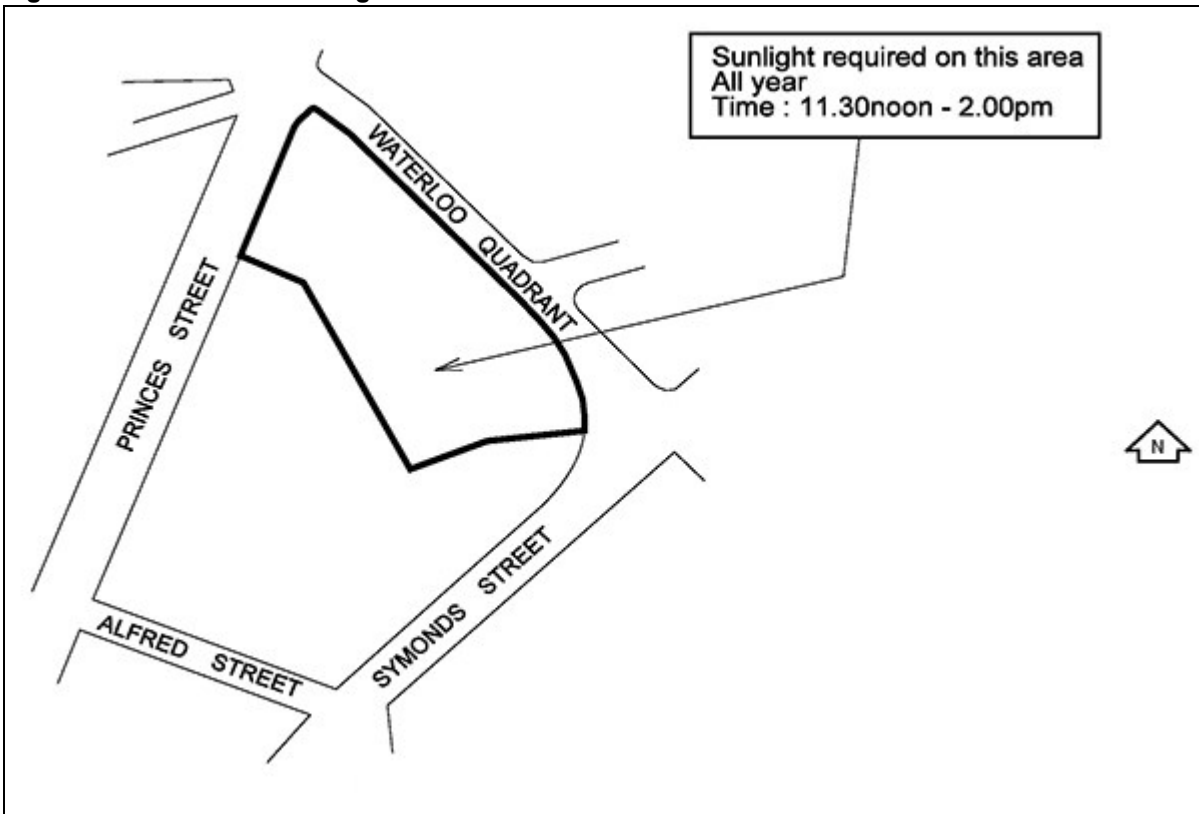 Sunlight required on this area
All year
Time : 11.30noon - 2.00pm
WATERLOO QUADRANT
PRINCES STREET
N
SYMONDS STREET
ALFRED STREET